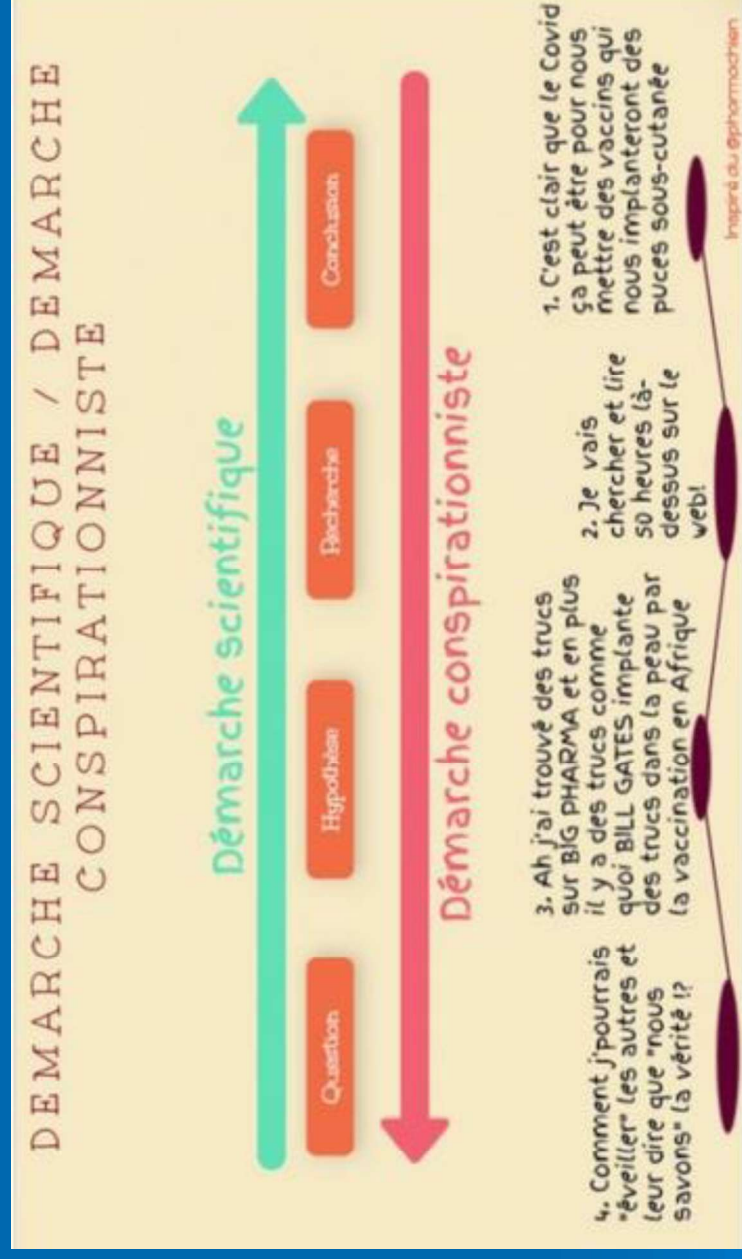 DEMARCHE SCIENTIFIQUE / DEMARCHE
CONSPIRATIONNISTE
Démarche scientifique
Question
Hypothèse
Recherche
Conclusion
Démarche conspirationniste
4. Comment j'pourrais
"éveiller" les autres et
leur dire que "nous
savons" la vérité !?
3. Ah j'ai trouvé des trucs
sur BIG PHARMA et en plus
il y a des trucs comme
quoi BILL GATES implante
des trucs dans la peau par
la vaccination en Afrique
2. Je vais
chercher et lire
50 heures là-
dessus sur le
web!
1. C'est clair que le Covid
ça peut être pour nous
mettre des vaccins qui
nous implanteront des
puces sous-cutanée
Inspiré du @pharmachien